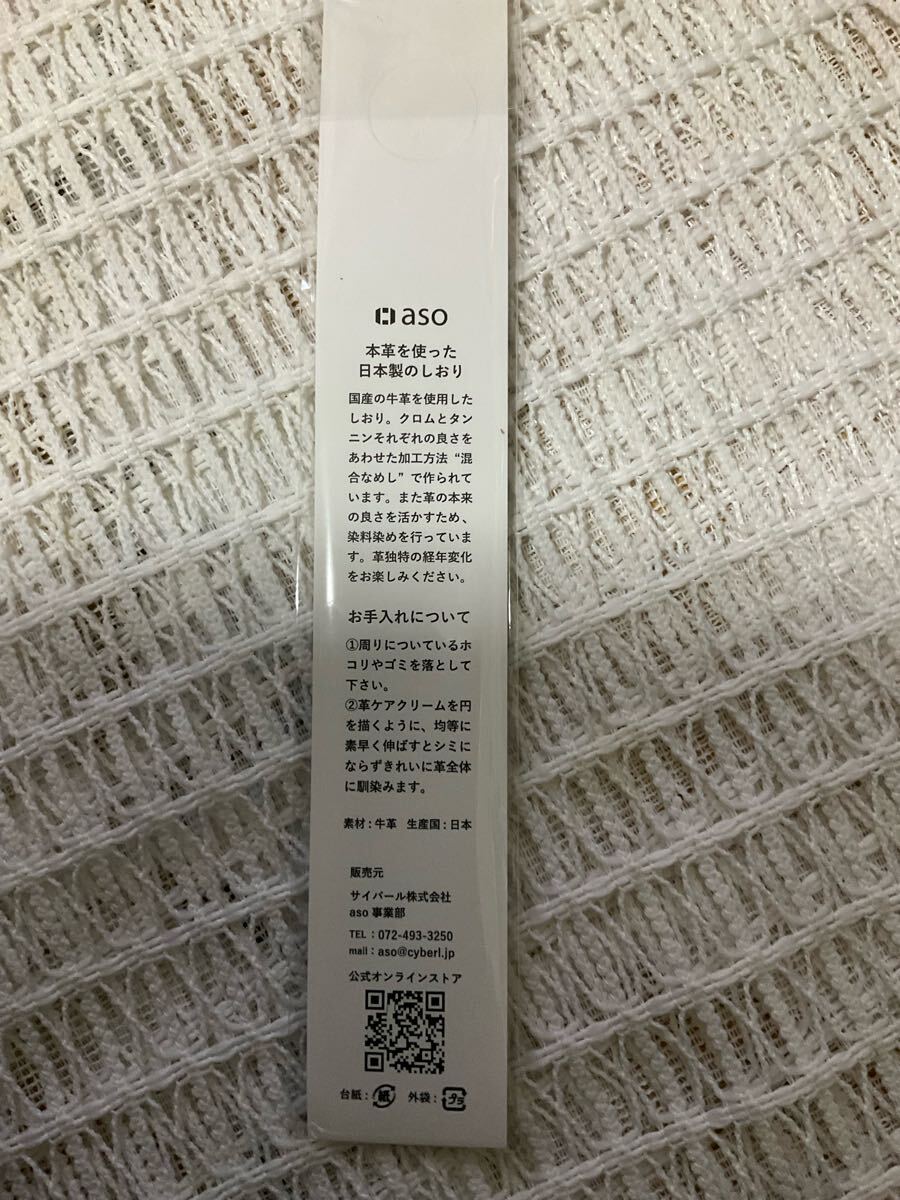 aso
本革を使った
日本製のしおり
国産の牛革を使用した
しおり。クロムとタン
ニンそれぞれの良さを
あわせた加工方法 “混
合なめし” で作られて
います。また革の本来
の良さを活かすため、
染料染めを行っていま
す。革独特の経年変化
をお楽しみください。
お手入れについて
①周りについているホ
コリやゴミを落として
下さい。
②革ケアクリームを円
を描くように、均等に
素早く伸ばすとシミに
ならずきれいに革全体
に馴染みます。
素材：牛革 生産国：日本
販売元
サイバール株式会社
aso 事業部
TEL：072-493-3250
mail：aso@cyberl.jp
公式オンラインストア
台紙：紙 外袋：プラ